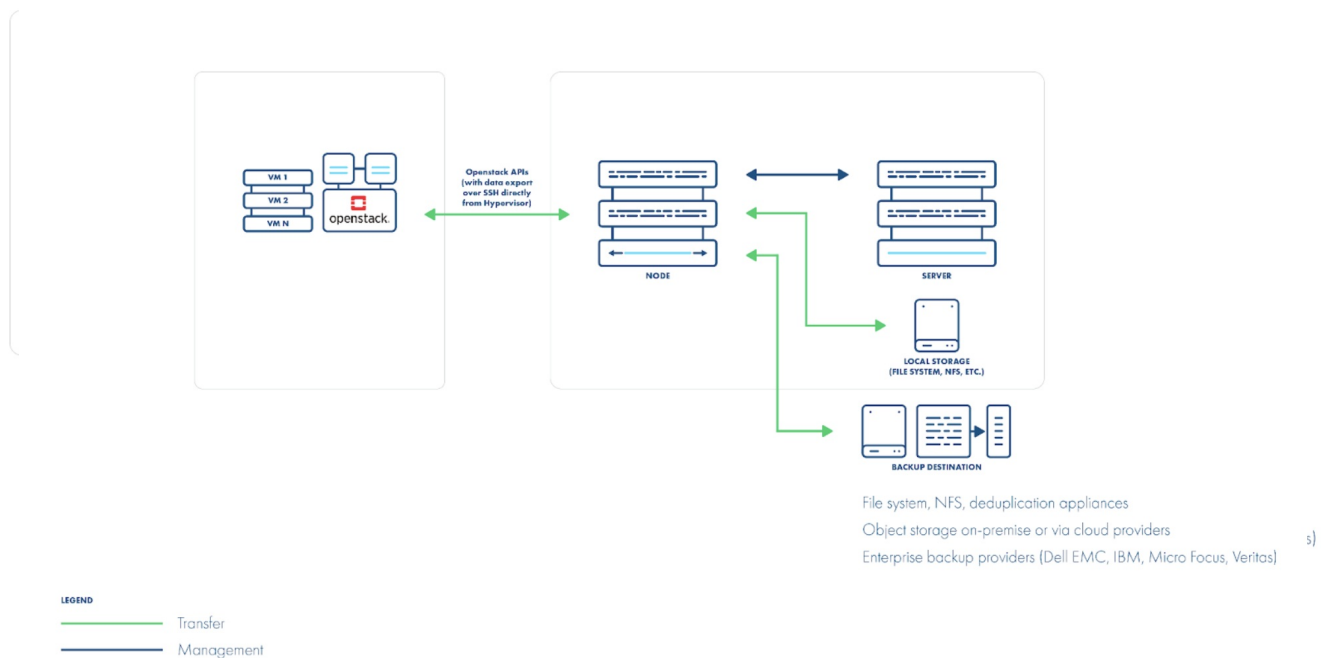 VM 1
VM 2
VM N
openstack.
Openstack APIs
(with data export
over SSH directly
from Hypervisor)
NODE
SERVER
LOCAL STORAGE
(FILE SYSTEM, NFS, ETC.)
BACKUP DESTINATION
File system, NFS, deduplication appliances
Object storage on-premise or via cloud providers
s)
Enterprise backup providers (Dell EMC, IBM, Micro Focus, Veritas)
LEGEND
Transfer
Management